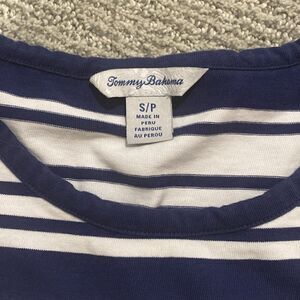 Tommy Bahama
S/P
MADE IN
PERU
FABRIQUE
AU PEROU